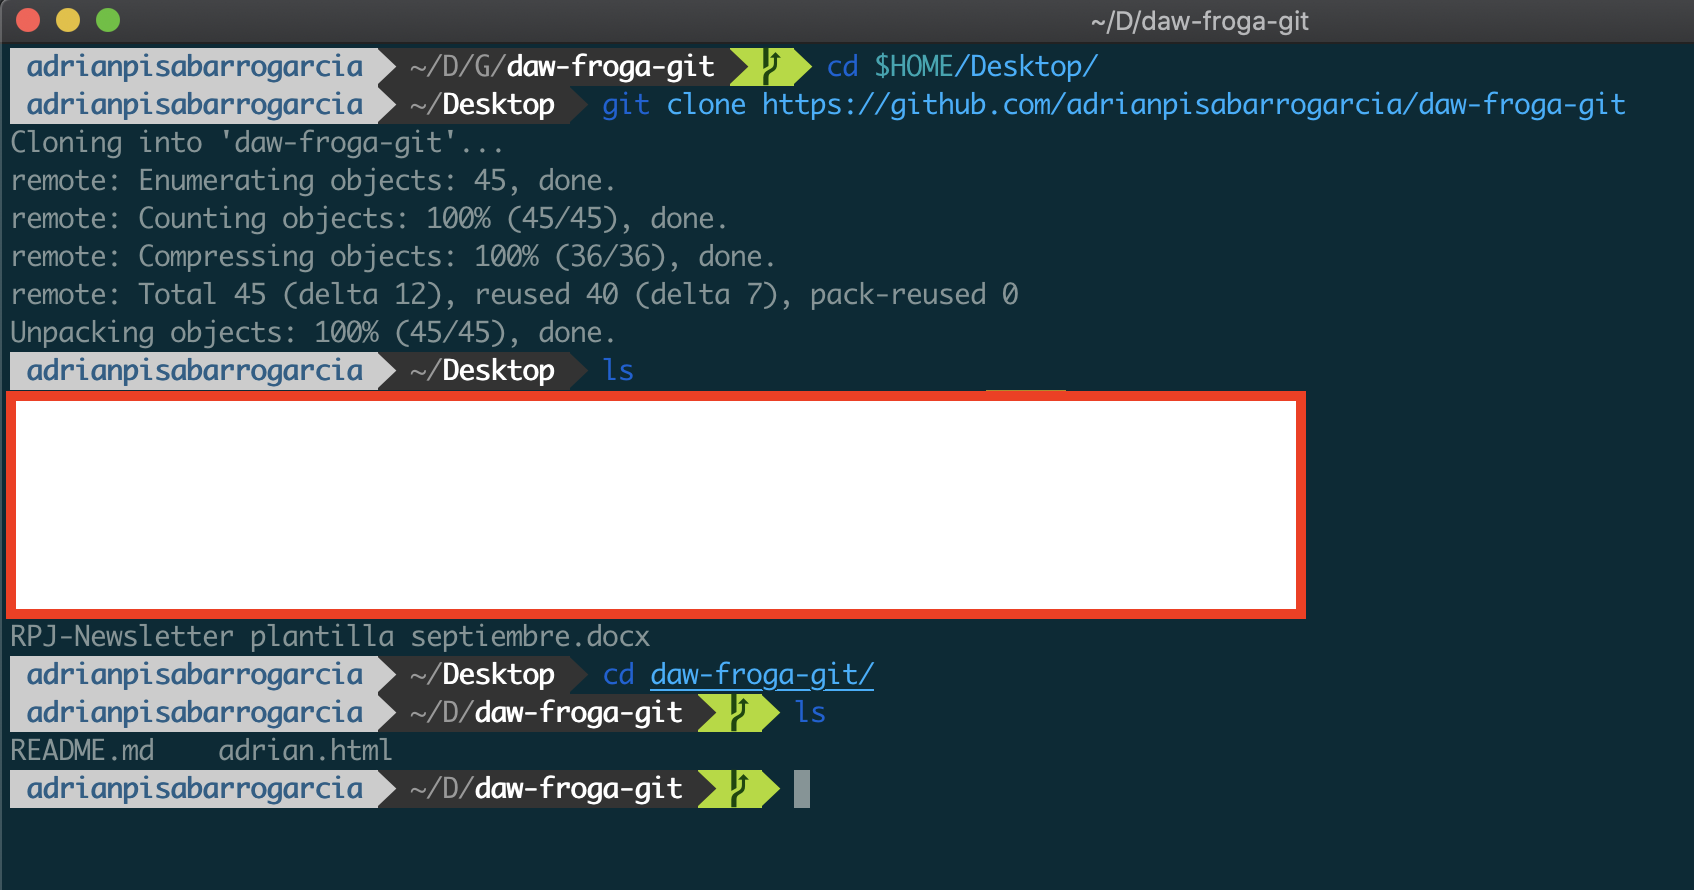 ~/D/daw-froga-git
adrianpisabarrogarcia ~/D/G/daw-froga-git cd $HOME/Desktop/
adrianpisabarrogarcia ~/Desktop git clone https://github.com/adrianpisabarrogarcia/daw-froga-git
Cloning into 'daw-froga-git'...
remote: Enumerating objects: 45, done.
remote: Counting objects: 100% (45/45), done.
remote: Compressing objects: 100% (36/36), done.
remote: Total 45 (delta 12), reused 40 (delta 7), pack-reused 0
Unpacking objects: 100% (45/45), done.
adrianpisabarrogarcia ~/Desktop ls
RPJ-Newsletter plantilla septiembre.docx
adrianpisabarrogarcia ~/Desktop cd daw-froga-git/
adrianpisabarrogarcia ~/D/daw-froga-git ls
README.md adrian.html
adrianpisabarrogarcia ~/D/daw-froga-git